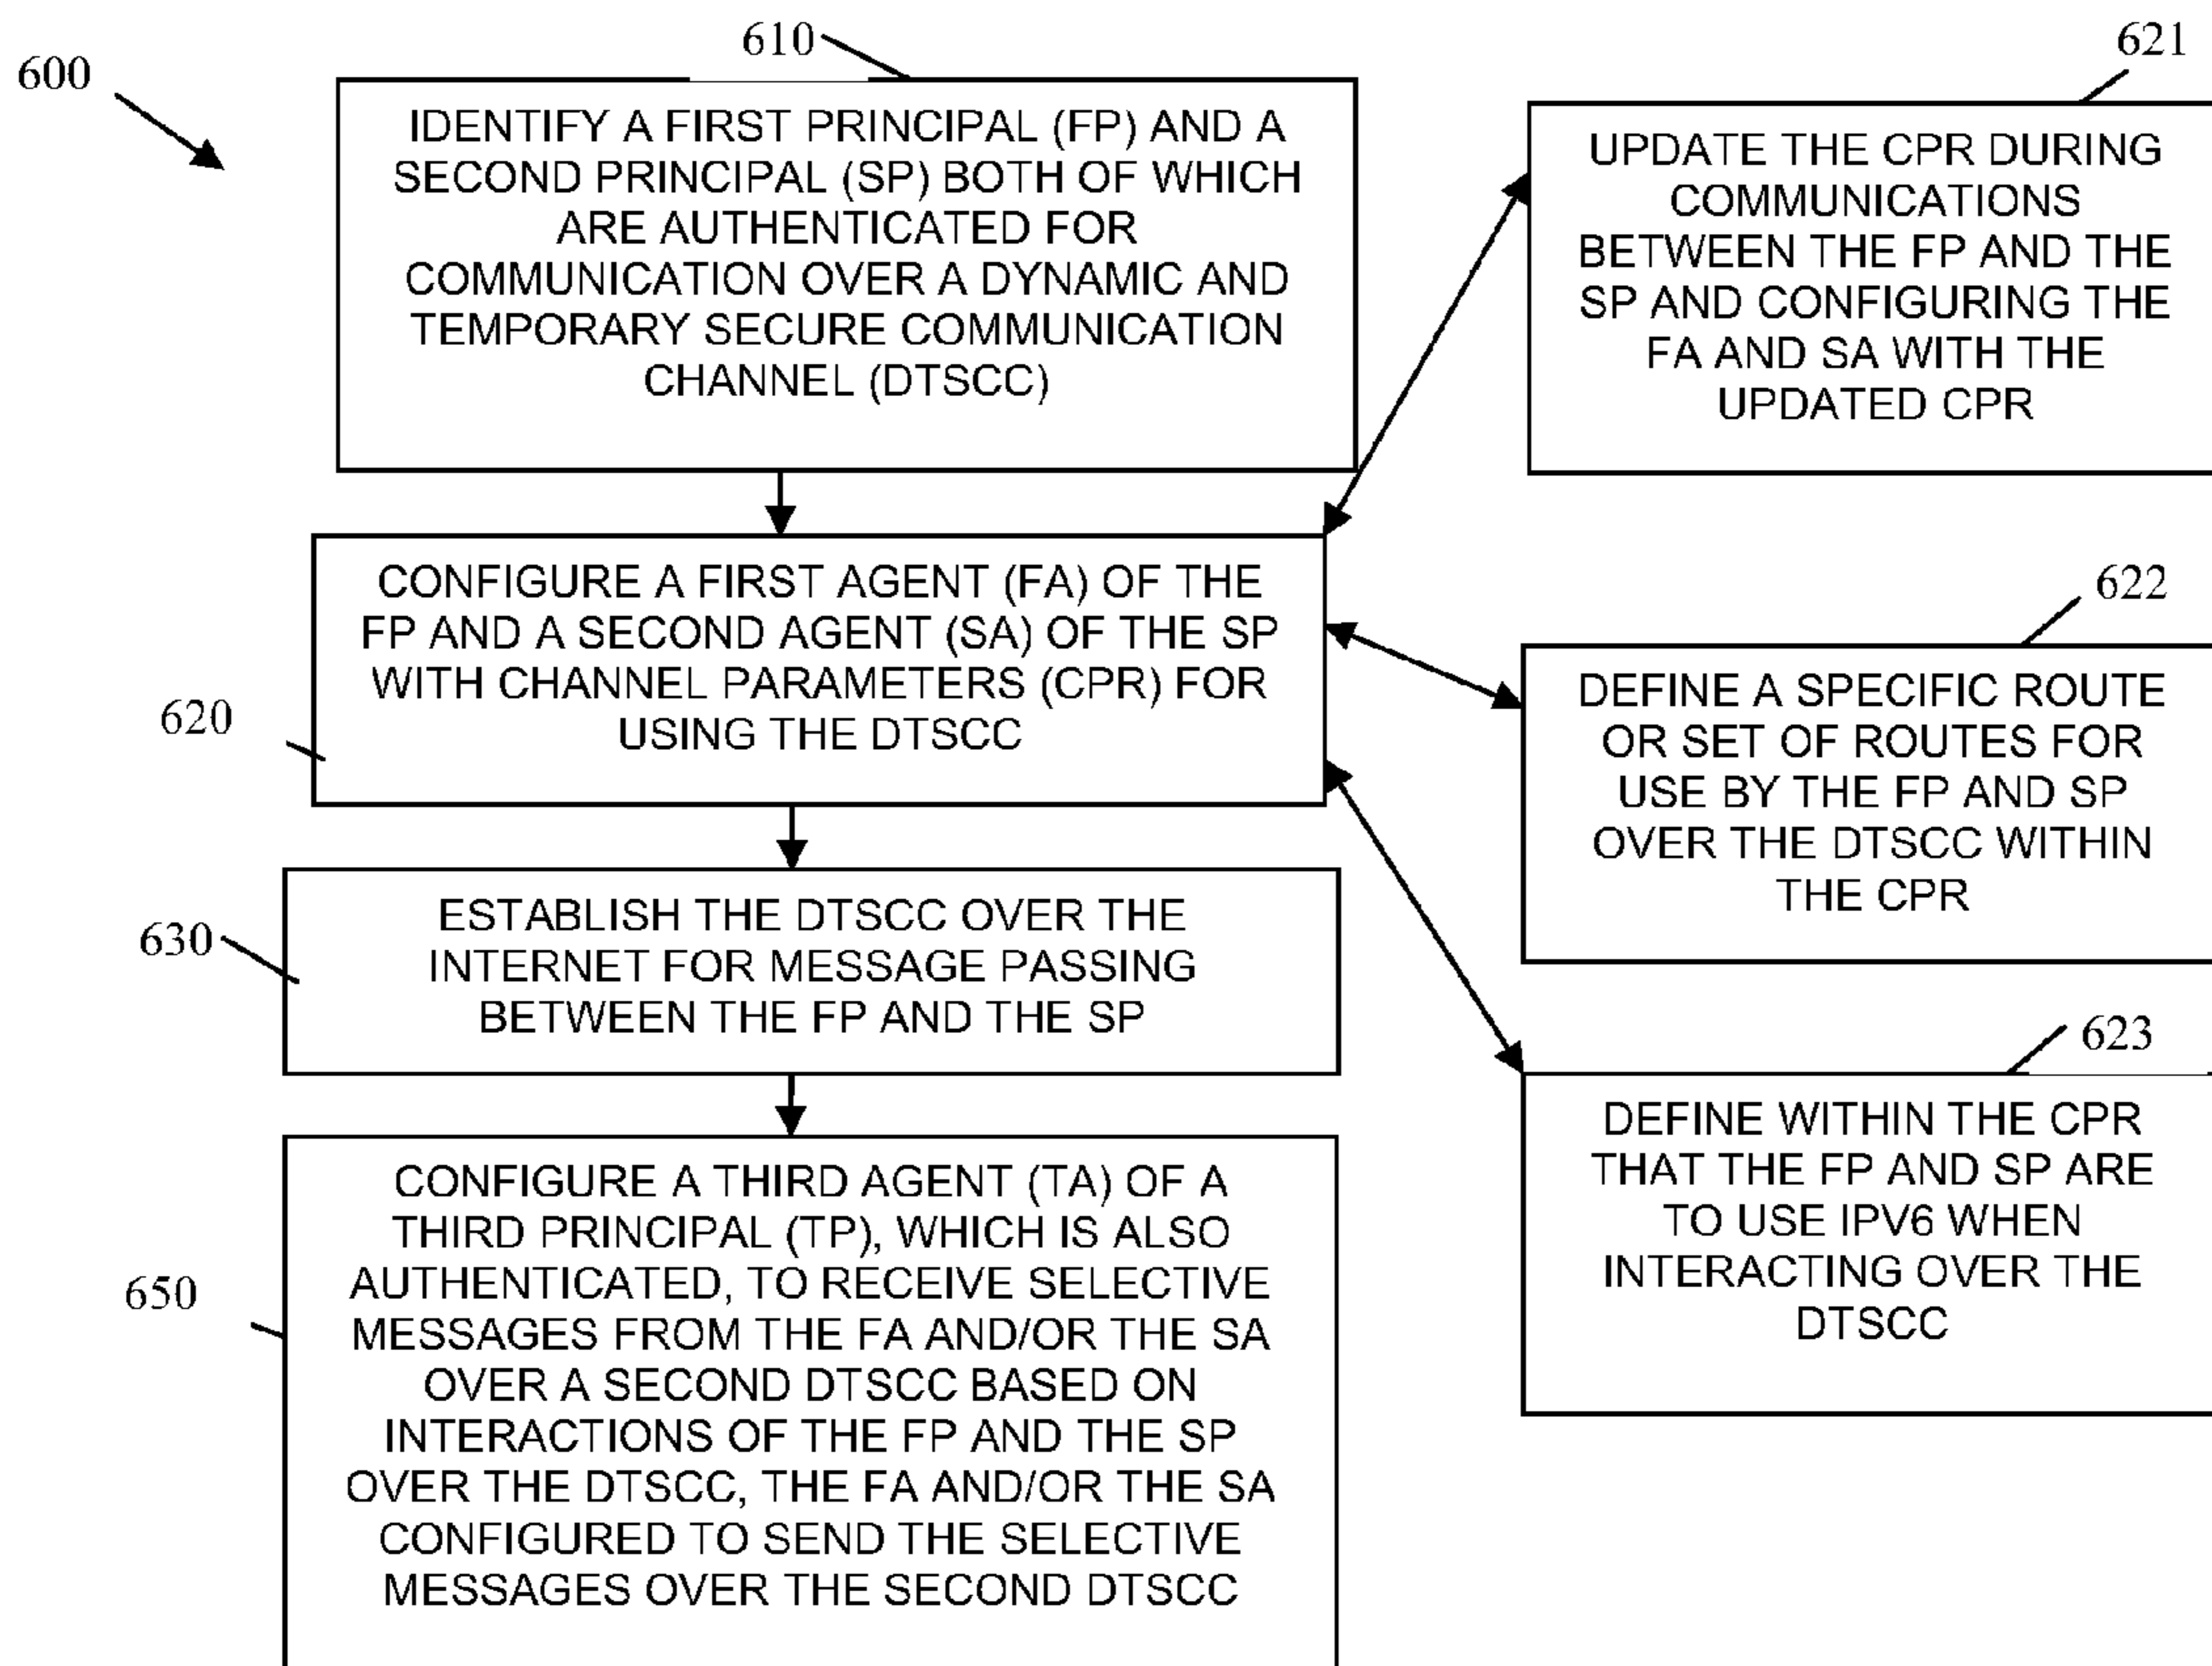 600
610
IDENTIFY A FIRST PRINCIPAL (FP) AND A
SECOND PRINCIPAL (SP) BOTH OF WHICH
ARE AUTHENTICATED FOR
COMMUNICATION OVER A DYNAMIC AND
TEMPORARY SECURE COMMUNICATION
CHANNEL (DTSCC)
621
UPDATE THE CPR DURING
COMMUNICATIONS
BETWEEN THE FP AND THE
SP AND CONFIGURING THE
FA AND SA WITH THE
UPDATED CPR
620
CONFIGURE A FIRST AGENT (FA) OF THE
FP AND A SECOND AGENT (SA) OF THE SP
WITH CHANNEL PARAMETERS (CPR) FOR
USING THE DTSCC
622
DEFINE A SPECIFIC ROUTE
OR SET OF ROUTES FOR
USE BY THE FP AND SP
OVER THE DTSCC WITHIN
THE CPR
630
ESTABLISH THE DTSCC OVER THE
INTERNET FOR MESSAGE PASSING
BETWEEN THE FP AND THE SP
623
DEFINE WITHIN THE CPR
THAT THE FP AND SP ARE
TO USE IPV6 WHEN
INTERACTING OVER THE
DTSCC
650
CONFIGURE A THIRD AGENT (TA) OF A
THIRD PRINCIPAL (TP), WHICH IS ALSO
AUTHENTICATED, TO RECEIVE SELECTIVE
MESSAGES FROM THE FA AND/OR THE SA
OVER A SECOND DTSCC BASED ON
INTERACTIONS OF THE FP AND THE SP
OVER THE DTSCC, THE FA AND/OR THE SA
CONFIGURED TO SEND THE SELECTIVE
MESSAGES OVER THE SECOND DTSCC